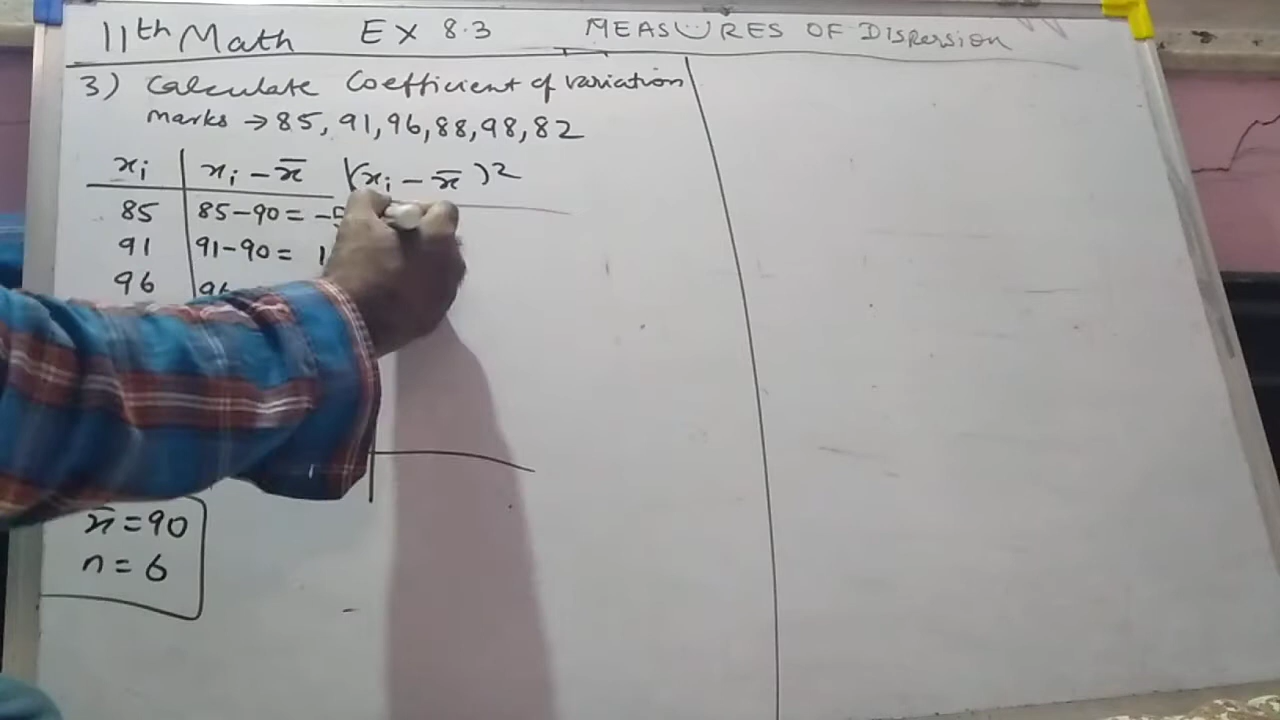 11th Math EX 8.3 MEASURES OF DISPERSION
3) Calculate Coefficient of variation
marks → 85, 91, 96, 88, 98, 82
xi xi - x̄ (xi - x̄)2
85 85-90 = -5
91 91-90 = 1
96 96
x̄ = 90
n = 6